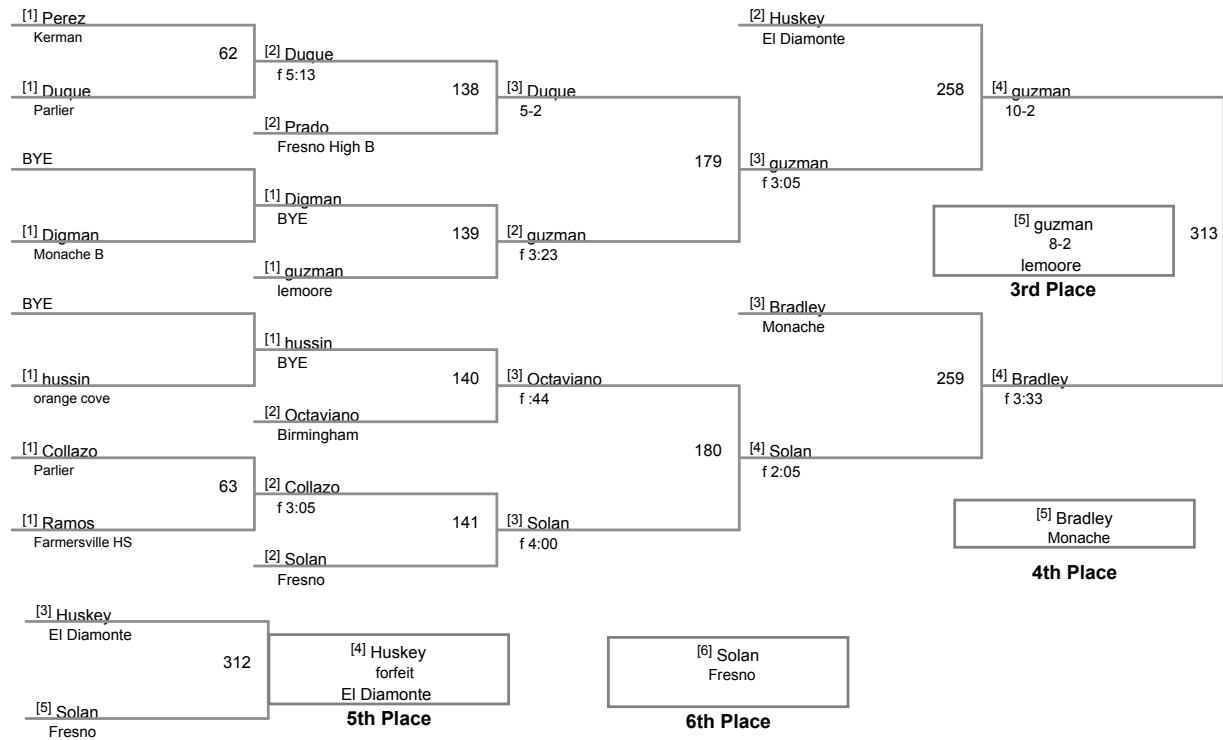 [1] Perez
Kerman
62
[1] Duque
Parlier
BYE
[1] Digman
Monache B
BYE
[1] hussin
orange cove
[1] Collazo
Parlier
63
[1] Ramos
Farmersville HS
[2] Duque
f 5:13
138
[2] Prado
Fresno High B
[1] Digman
BYE
139
[1] guzman
lemoore
[1] hussin
BYE
140
[2] Octaviano
Birmingham
[2] Collazo
f 3:05
141
[2] Solan
Fresno
[3] Duque
5-2
179
[2] guzman
f 3:23
[3] Octaviano
f :44
180
[3] Solan
f 4:00
[2] Huskey
El Diamonte
258
[3] guzman
f 3:05
[3] Bradley
Monache
259
[4] Solan
f 2:05
[4] guzman
10-2
313
[4] Bradley
f 3:33
[5] guzman
8-2
lemoore
3rd Place
[5] Bradley
Monache
4th Place
[3] Huskey
El Diamonte
312
[5] Solan
Fresno
[4] Huskey
forfeit
El Diamonte
5th Place
[6] Solan
Fresno
6th Place